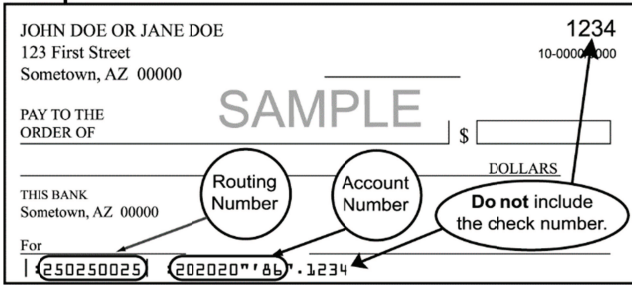 JOHN DOE OR JANE DOE
1234
123 First Street
10-0000/0000
Sometown, AZ 00000
SAMPLE
PAY TO THE
ORDER OF
$
DOLLARS
THIS BANK
Sometown, AZ 00000
Routing
Number
Account
Number
Do not include
the check number.
For
|:250250025| :202020"'86".1234